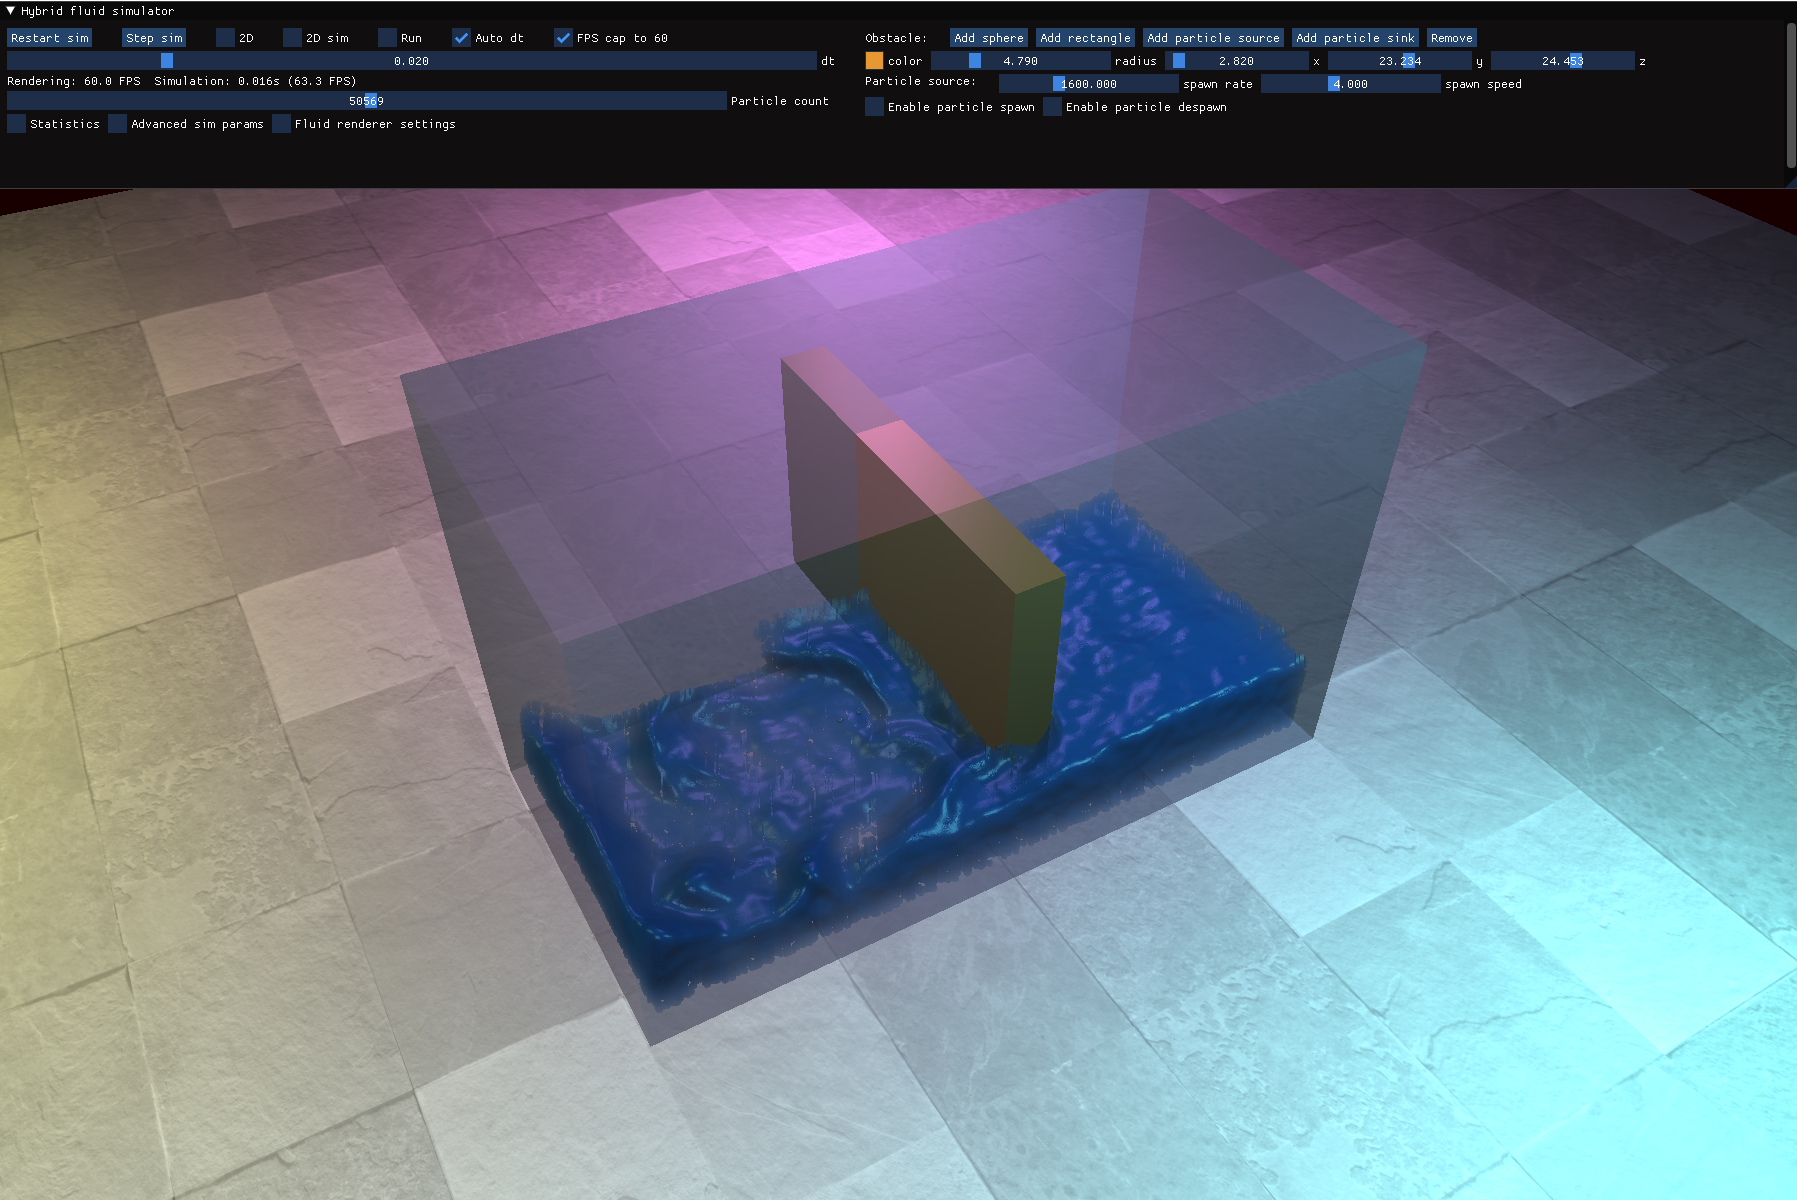 Hybrid fluid simulator
Restart sim Step sim 2D 2D sim Run Auto dt FPS cap to 60
0.020 dt
Rendering: 60.0 FPS Simulation: 0.016s (63.3 FPS)
50569 Particle count
Statistics Advanced sim params Fluid renderer settings
Obstacle: Add sphere Add rectangle Add particle source Add particle sink Remove
color 4.790 radius 2.820 x 23.234 y 24.453 z
Particle source: 1600.000 spawn rate 4.000 spawn speed
Enable particle spawn Enable particle despawn